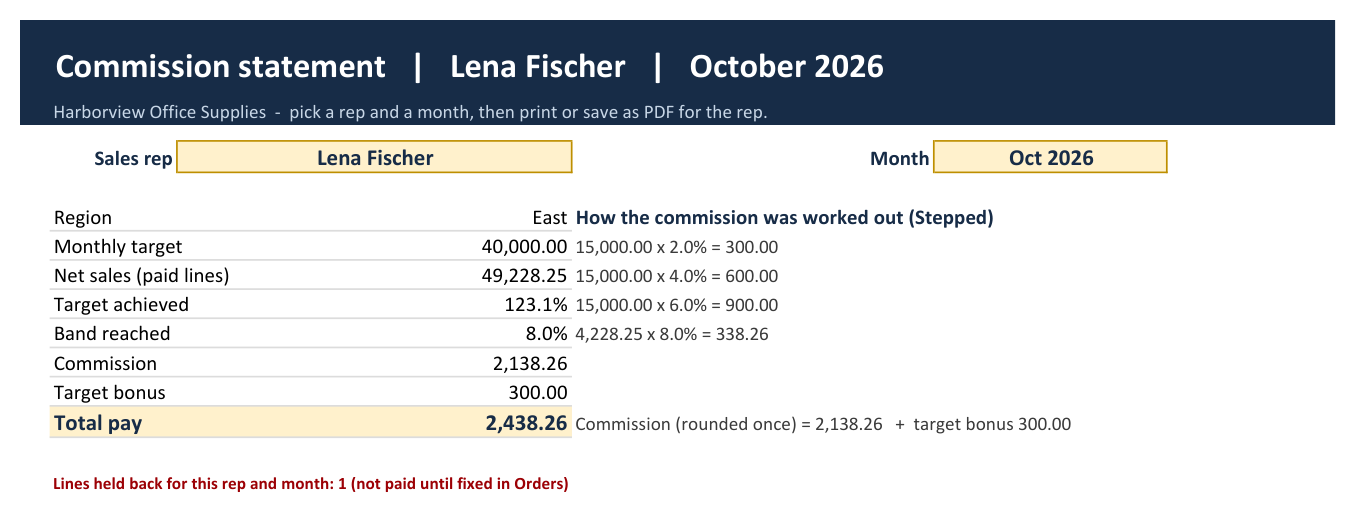 Commission statement | Lena Fischer | October 2026
Harborview Office Supplies - pick a rep and a month, then print or save as PDF for the rep.
Sales rep Lena Fischer Month Oct 2026
Region East How the commission was worked out (Stepped)
Monthly target 40,000.00 15,000.00 x 2.0% = 300.00
Net sales (paid lines) 49,228.25 15,000.00 x 4.0% = 600.00
Target achieved 123.1% 15,000.00 x 6.0% = 900.00
Band reached 8.0% 4,228.25 x 8.0% = 338.26
Commission 2,138.26
Target bonus 300.00
Total pay 2,438.26 Commission (rounded once) = 2,138.26 + target bonus 300.00
Lines held back for this rep and month: 1 (not paid until fixed in Orders)